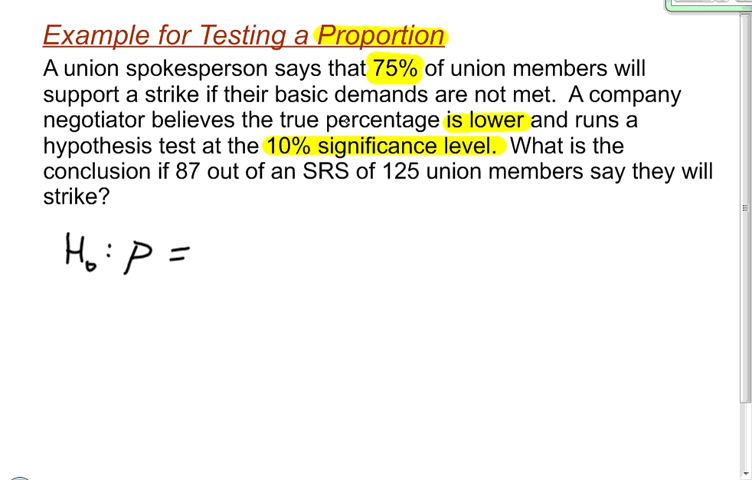 Example for Testing a Proportion
A union spokesperson says that 75% of union members will
support a strike if their basic demands are not met.  A company
negotiator believes the true percentage is lower and runs a
hypothesis test at the 10% significance level.  What is the
conclusion if 87 out of an SRS of 125 union members say they will
strike?
H₀ : P =